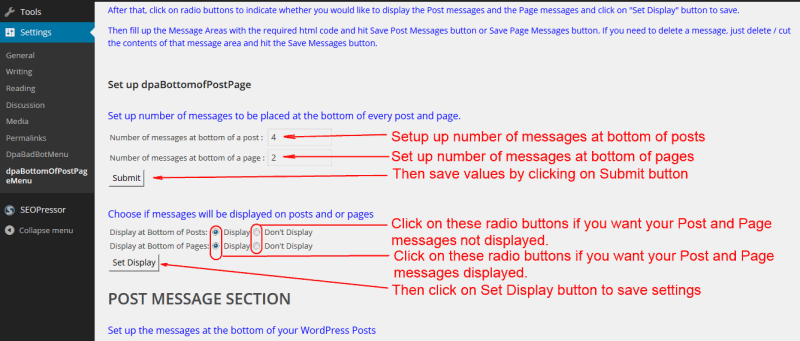 Tools
Settings
General
Writing
Reading
Discussion
Media
Permalinks
DpaBadBotMenu
dpaBottomOfPostPag
eMenu
SEOPressor
Collapse menu
After that, click on radio buttons to indicate whether you would like to display the Post messages and the Page messages and click on "Set Display" button to save.
Then fill up the Message Areas with the required html code and hit Save Post Messages button or Save Page Messages button. If you need to delete a message, just delete / cut
the contents of that message area and hit the Save Messages button.
Set up dpaBottomofPostPage
Set up number of messages to be placed at the bottom of every post and page.
Number of messages at bottom of a post : 4
Setup up number of messages at bottom of posts
Number of messages at bottom of a page : 2
Set up number of messages at bottom of pages
Submit
Then save values by clicking on Submit button
Choose if messages will be displayed on posts and or pages
Display at Bottom of Posts: Display Don't Display
Display at Bottom of Pages: Display Don't Display
Click on these radio buttons if you want your Post and Page
messages not displayed.
Click on these radio buttons if you want your Post and Page
messages displayed.
Set Display
Then click on Set Display button to save settings
POST MESSAGE SECTION
Set up the messages at the bottom of your WordPress Posts